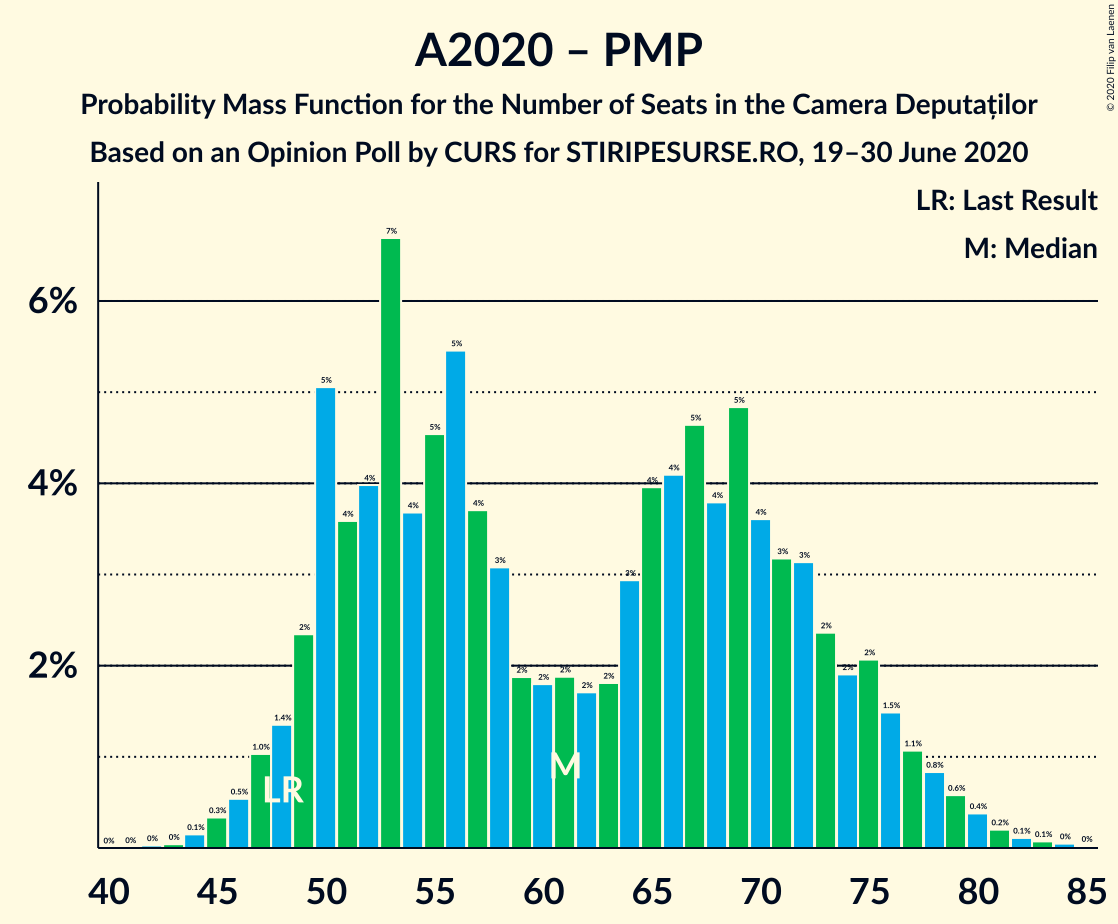 A2020 – PMP
Probability Mass Function for the Number of Seats in the Camera Deputaților
Based on an Opinion Poll by CURS for STIRIPESURSE.RO, 19–30 June 2020
© 2020 Filip van Laenen
LR: Last Result
M: Median
6%
4%
2%
0% 0% 0% 0% 0.1% 0.3% 0.5% 1.0% 1.4% 2% 5% 4% 4% 7% 4% 5% 5% 4% 3% 2% 2% 2% 2% 2% 3% 4% 4% 5% 4% 5% 4% 3% 3% 2% 2% 2% 1.5% 1.1% 0.8% 0.6% 0.4% 0.2% 0.1% 0.1% 0% 0%
LR
M
40 45 50 55 60 65 70 75 80 85